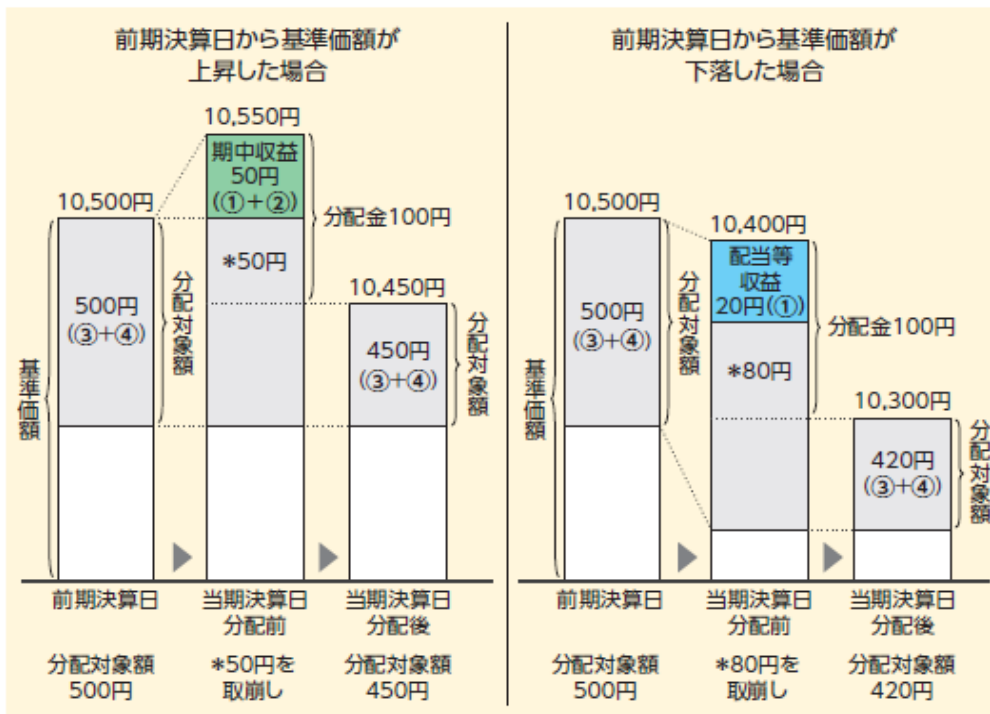 前期決算日から基準価額が
上昇した場合
10,550円
期中収益
50円
(①+②)
10,500円
分配金100円
*50円
10,450円
500円
(③+④)
分配対象額
450円
(③+④)
分配対象額
基準価額
前期決算日
当期決算日
分配前
当期決算日
分配後
分配対象額
500円
*50円を
取崩し
分配対象額
450円
前期決算日から基準価額が
下落した場合
10,500円
10,400円
配当等
収益
20円(①)
500円
(③+④)
分配対象額
分配金100円
*80円
10,300円
420円
(③+④)
分配対象額
基準価額
前期決算日
当期決算日
分配前
当期決算日
分配後
分配対象額
500円
*80円を
取崩し
分配対象額
420円